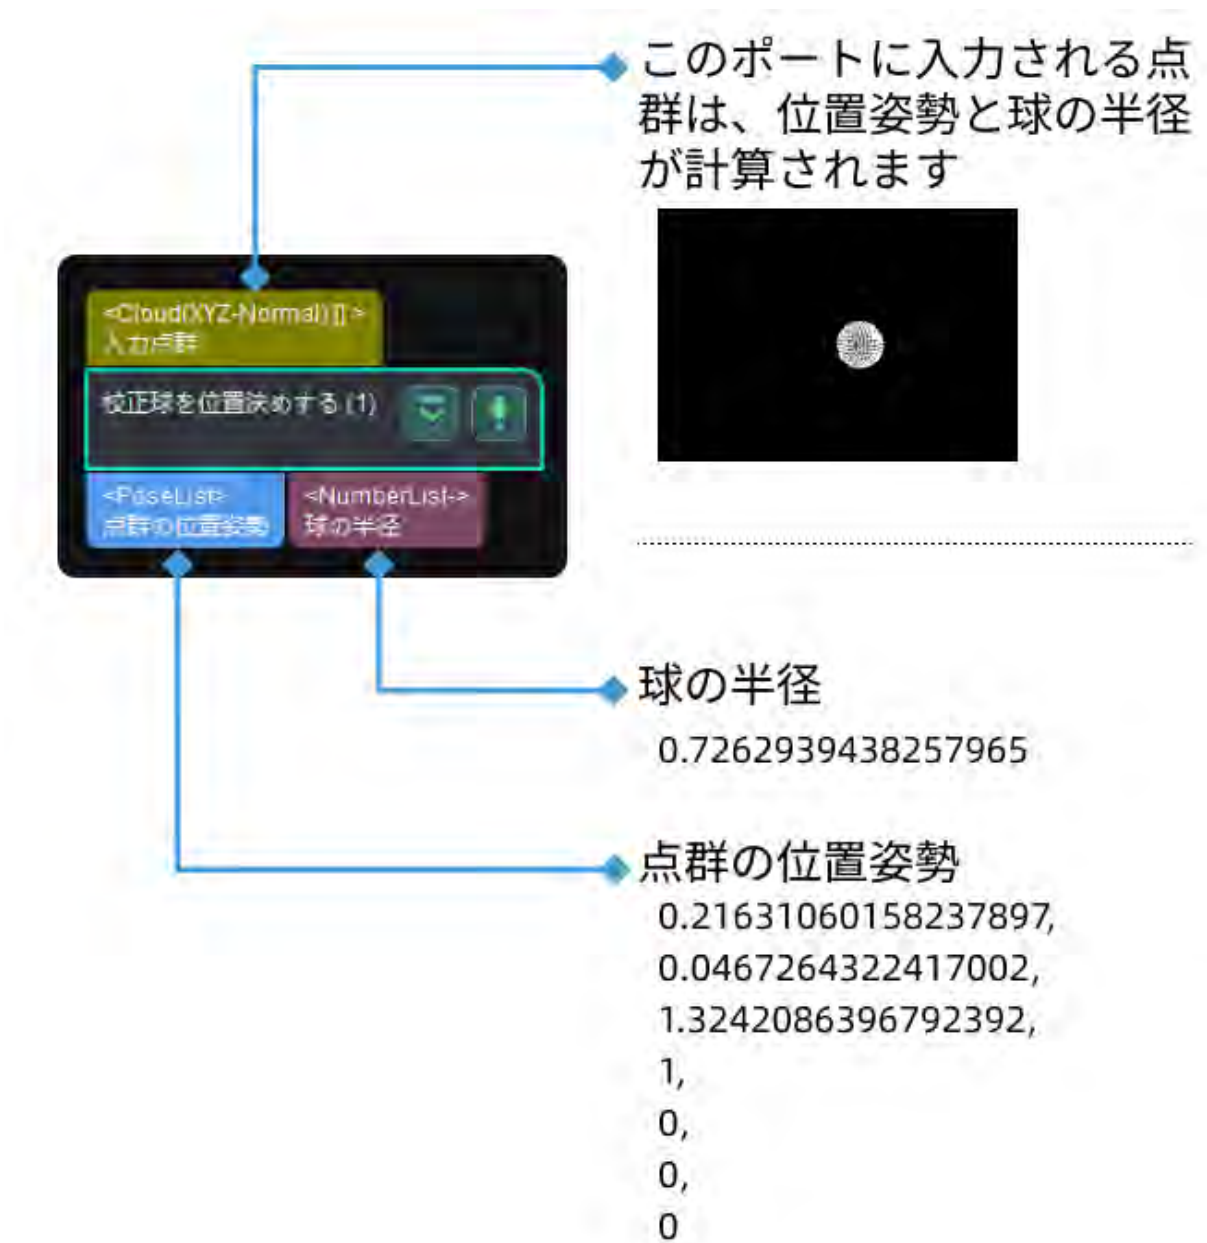 このポートに入力される点
群は、位置姿勢と球の半径
が計算されます
<Cloud(XYZ-Normal)[]->
入力点群
校正球を位置決めする (1)
<PoseList>
点群の位置姿勢
<NumberList->
球の半径
球の半径
0.7262939438257965
点群の位置姿勢
0.21631060158237897,
0.0467264322417002,
1.3242086396792392,
1,
0,
0,
0